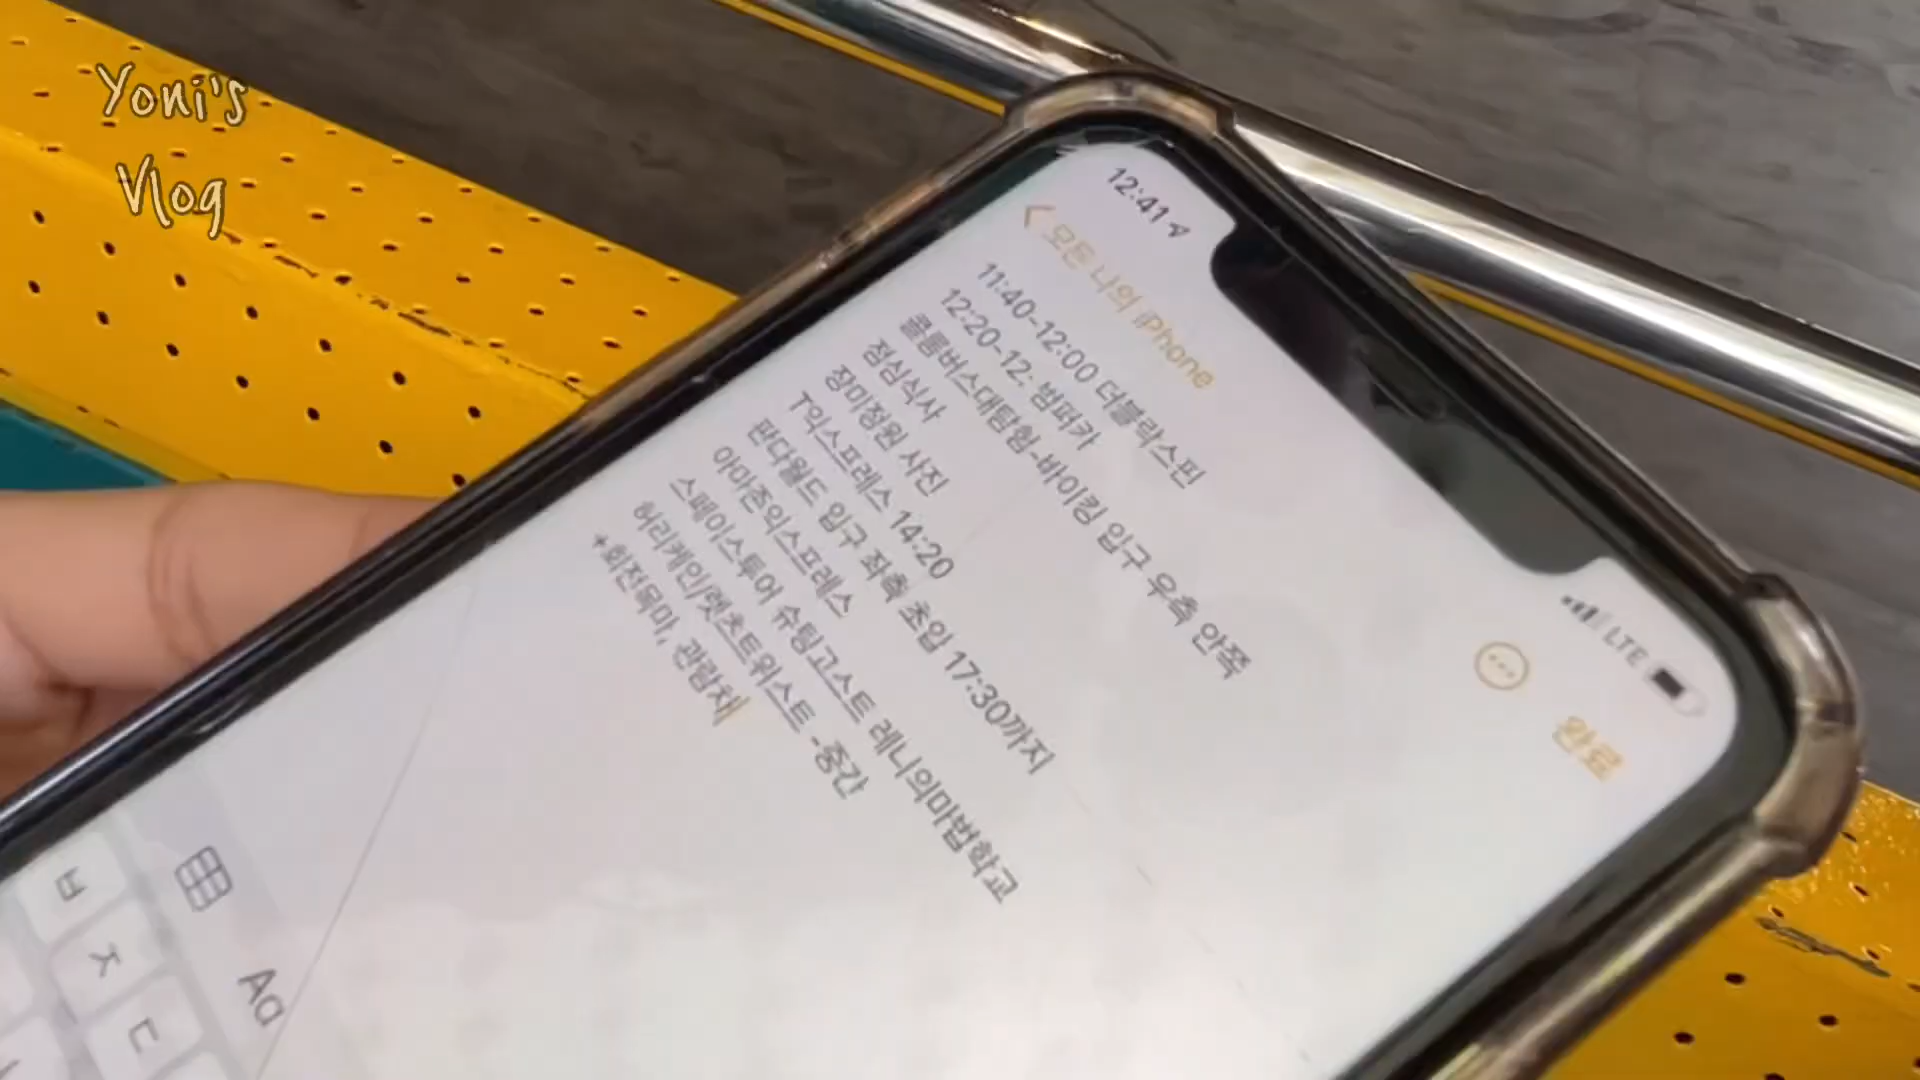 Yoni's
Vlog
12:41
모든 나의 iPhone
LTE
완료
11:40-12:00 더블락스핀
12:20-12: 범퍼카
콜롬버스대탐험-바이킹 입구 우측 안쪽
점심식사
장미정원 사진
T익스프레스 14:20
판다월드 입구 좌측 초입 17:30까지
아마존익스프레스
스페이스투어 슈팅고스트 레니의마법학교
허리케인/렛츠트위스트 -중간
+회전목마, 관람차
Aa
ㅂ
ㅈ
ㄷ